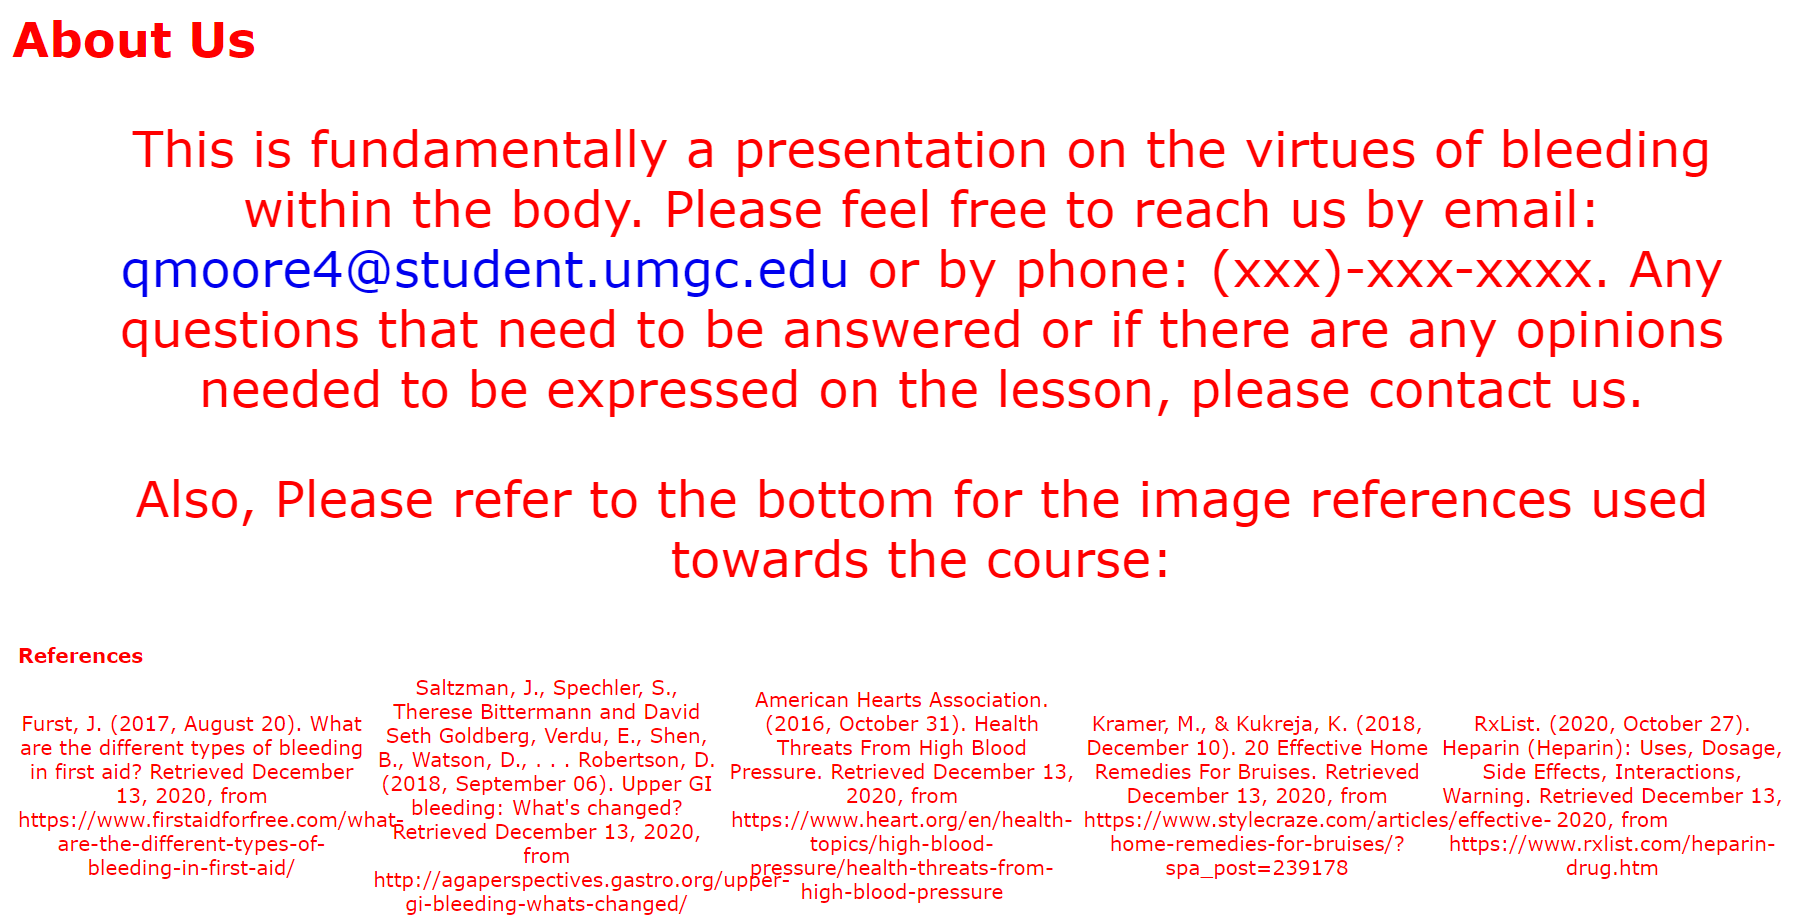 About Us
This is fundamentally a presentation on the virtues of bleeding
within the body. Please feel free to reach us by email:
qmoore4@student.umgc.edu or by phone: (xxx)-xxx-xxxx. Any
questions that need to be answered or if there are any opinions
needed to be expressed on the lesson, please contact us.
Also, Please refer to the bottom for the image references used
towards the course:
References
Furst, J. (2017, August 20). What
are the different types of bleeding
in first aid? Retrieved December
13, 2020, from
https://www.firstaidforfree.com/what-
are-the-different-types-of-
bleeding-in-first-aid/
Saltzman, J., Spechler, S.,
Therese Bittermann and David
Seth Goldberg, Verdu, E., Shen,
B., Watson, D., . . . Robertson, D.
(2018, September 06). Upper GI
bleeding: What's changed?
Retrieved December 13, 2020,
from
http://agaperspectives.gastro.org/upper-
gi-bleeding-whats-changed/
American Hearts Association.
(2016, October 31). Health
Threats From High Blood
Pressure. Retrieved December 13,
2020, from
https://www.heart.org/en/health-
topics/high-blood-
pressure/health-threats-from-
high-blood-pressure
Kramer, M., & Kukreja, K. (2018,
December 10). 20 Effective Home
Remedies For Bruises. Retrieved
December 13, 2020, from
https://www.stylecraze.com/articles/effective-
home-remedies-for-bruises/?
spa_post=239178
RxList. (2020, October 27).
Heparin (Heparin): Uses, Dosage,
Side Effects, Interactions,
Warning. Retrieved December 13,
2020, from
https://www.rxlist.com/heparin-
drug.htm